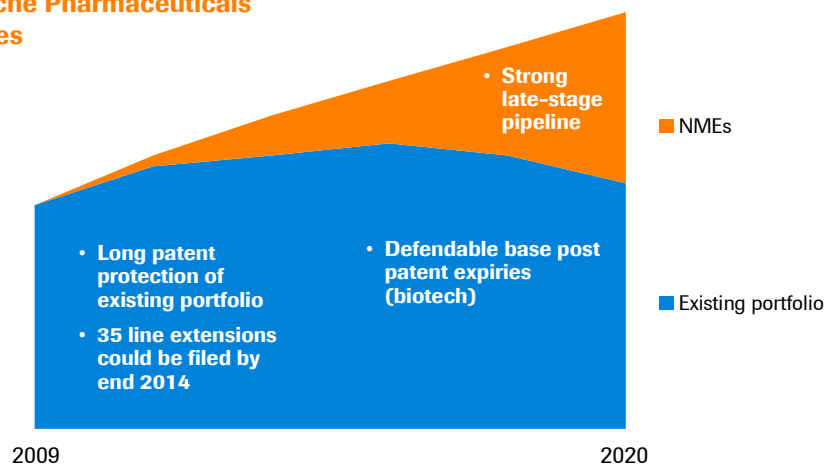 Pharmaceuticals
• Strong
late-stage
pipeline
NMEs
• Long patent
protection of
existing portfolio
• 35 line extensions
could be filed by
end 2014
• Defendable base post
patent expiries
(biotech)
Existing portfolio
2009
2020